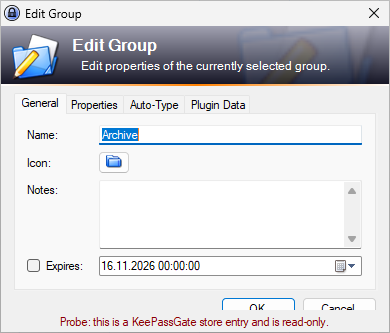 Edit Group
Edit Group
Edit properties of the currently selected group.
General Properties Auto-Type Plugin Data
Name: Archive
Icon:
Notes:
Expires: 16.11.2026 00:00:00
OK Cancel
Probe: this is a KeePassGate store entry and is read-only.